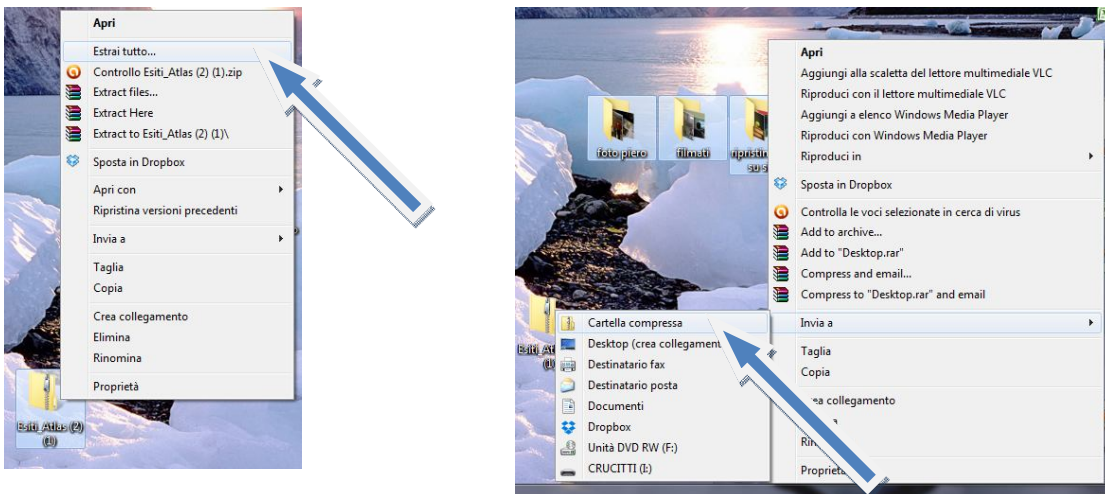 Apri
Estrai tutto...
Controllo Esiti_Atlas (2) (1).zip
Extract files...
Extract Here
Extract to Esiti_Atlas (2) (1)\
Sposta in Dropbox
Apri con
Ripristina versioni precedenti
Invia a
Taglia
Copia
Crea collegamento
Elimina
Rinomina
Proprietà
Esiti_Atlas (2)
(1)
foto piero
filmati
Apri
Aggiungi alla scaletta del lettore multimediale VLC
Riproduci con il lettore multimediale VLC
Aggiungi a elenco Windows Media Player
Riproduci con Windows Media Player
Riproduci in
Sposta in Dropbox
Controlla le voci selezionate in cerca di virus
Add to archive...
Add to "Desktop.rar"
Compress and email...
Compress to "Desktop.rar" and email
Invia a
Taglia
Copia
collegamento
Cartella compressa
Desktop (crea collegament
Destinatario fax
Destinatario posta
Documenti
Dropbox
Unità DVD RW (F:)
CRUCITTI (I:)